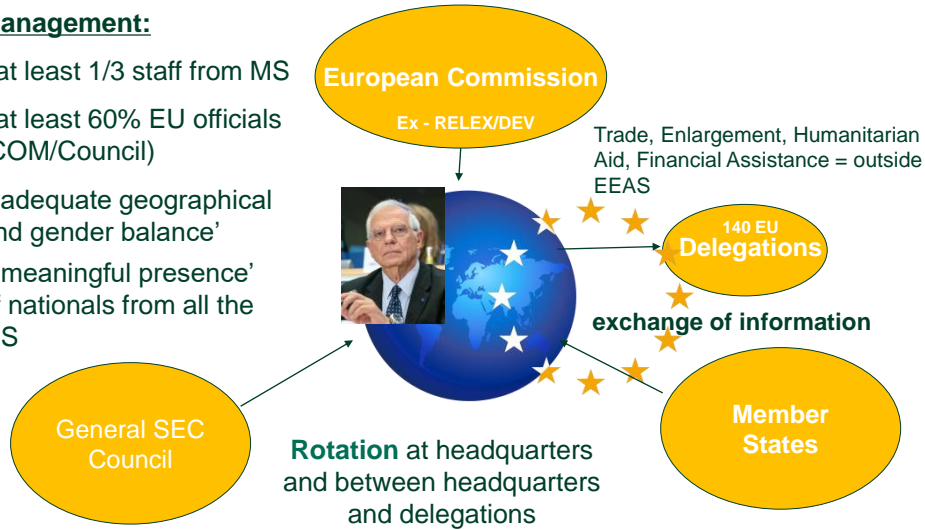 anagement:
at least 1/3 staff from MS
at least 60% EU officials
COM/Council)
adequate geographical
nd gender balance’
meaningful presence’
f nationals from all the
S
European Commission
Ex - RELEX/DEV
Trade, Enlargement, Humanitarian
Aid, Financial Assistance = outside
EEAS
140 EU
Delegations
exchange of information
General SEC
Council
Member
States
Rotation at headquarters
and between headquarters
and delegations